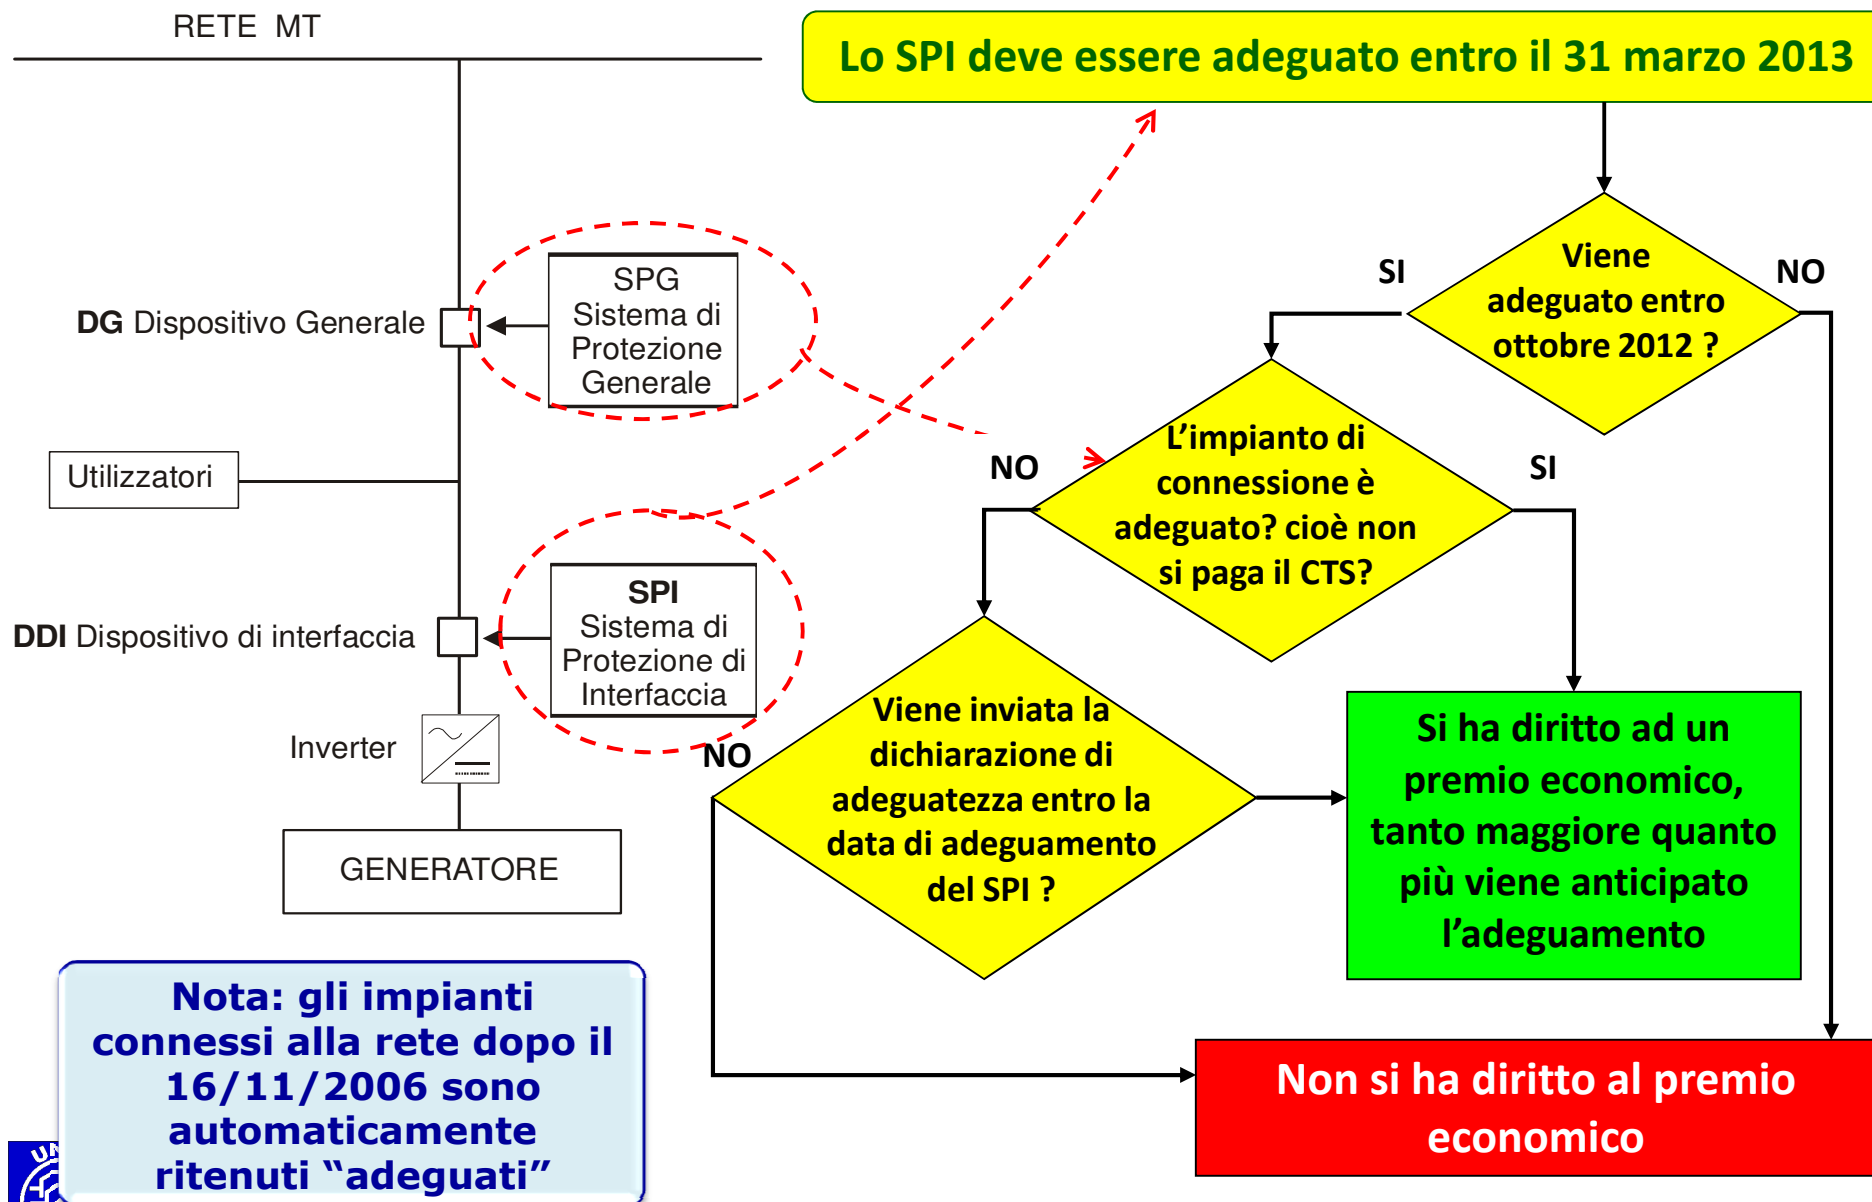 RETE MT
Lo SPI deve essere adeguato entro il 31 marzo 2013
DG Dispositivo Generale
SPG
Sistema di
Protezione
Generale
Utilizzatori
DDI Dispositivo di interfaccia
SPI
Sistema di
Protezione di
Interfaccia
Inverter
GENERATORE
SI
Viene
adeguato entro
ottobre 2012 ?
NO
NO
L’impianto di
connessione è
adeguato? cioè non
si paga il CTS?
SI
NO
Viene inviata la
dichiarazione di
adeguatezza entro la
data di adeguamento
del SPI ?
Si ha diritto ad un
premio economico,
tanto maggiore quanto
più viene anticipato
l’adeguamento
Non si ha diritto al premio
economico
Nota: gli impianti
connessi alla rete dopo il
16/11/2006 sono
automaticamente
ritenuti “adeguati”